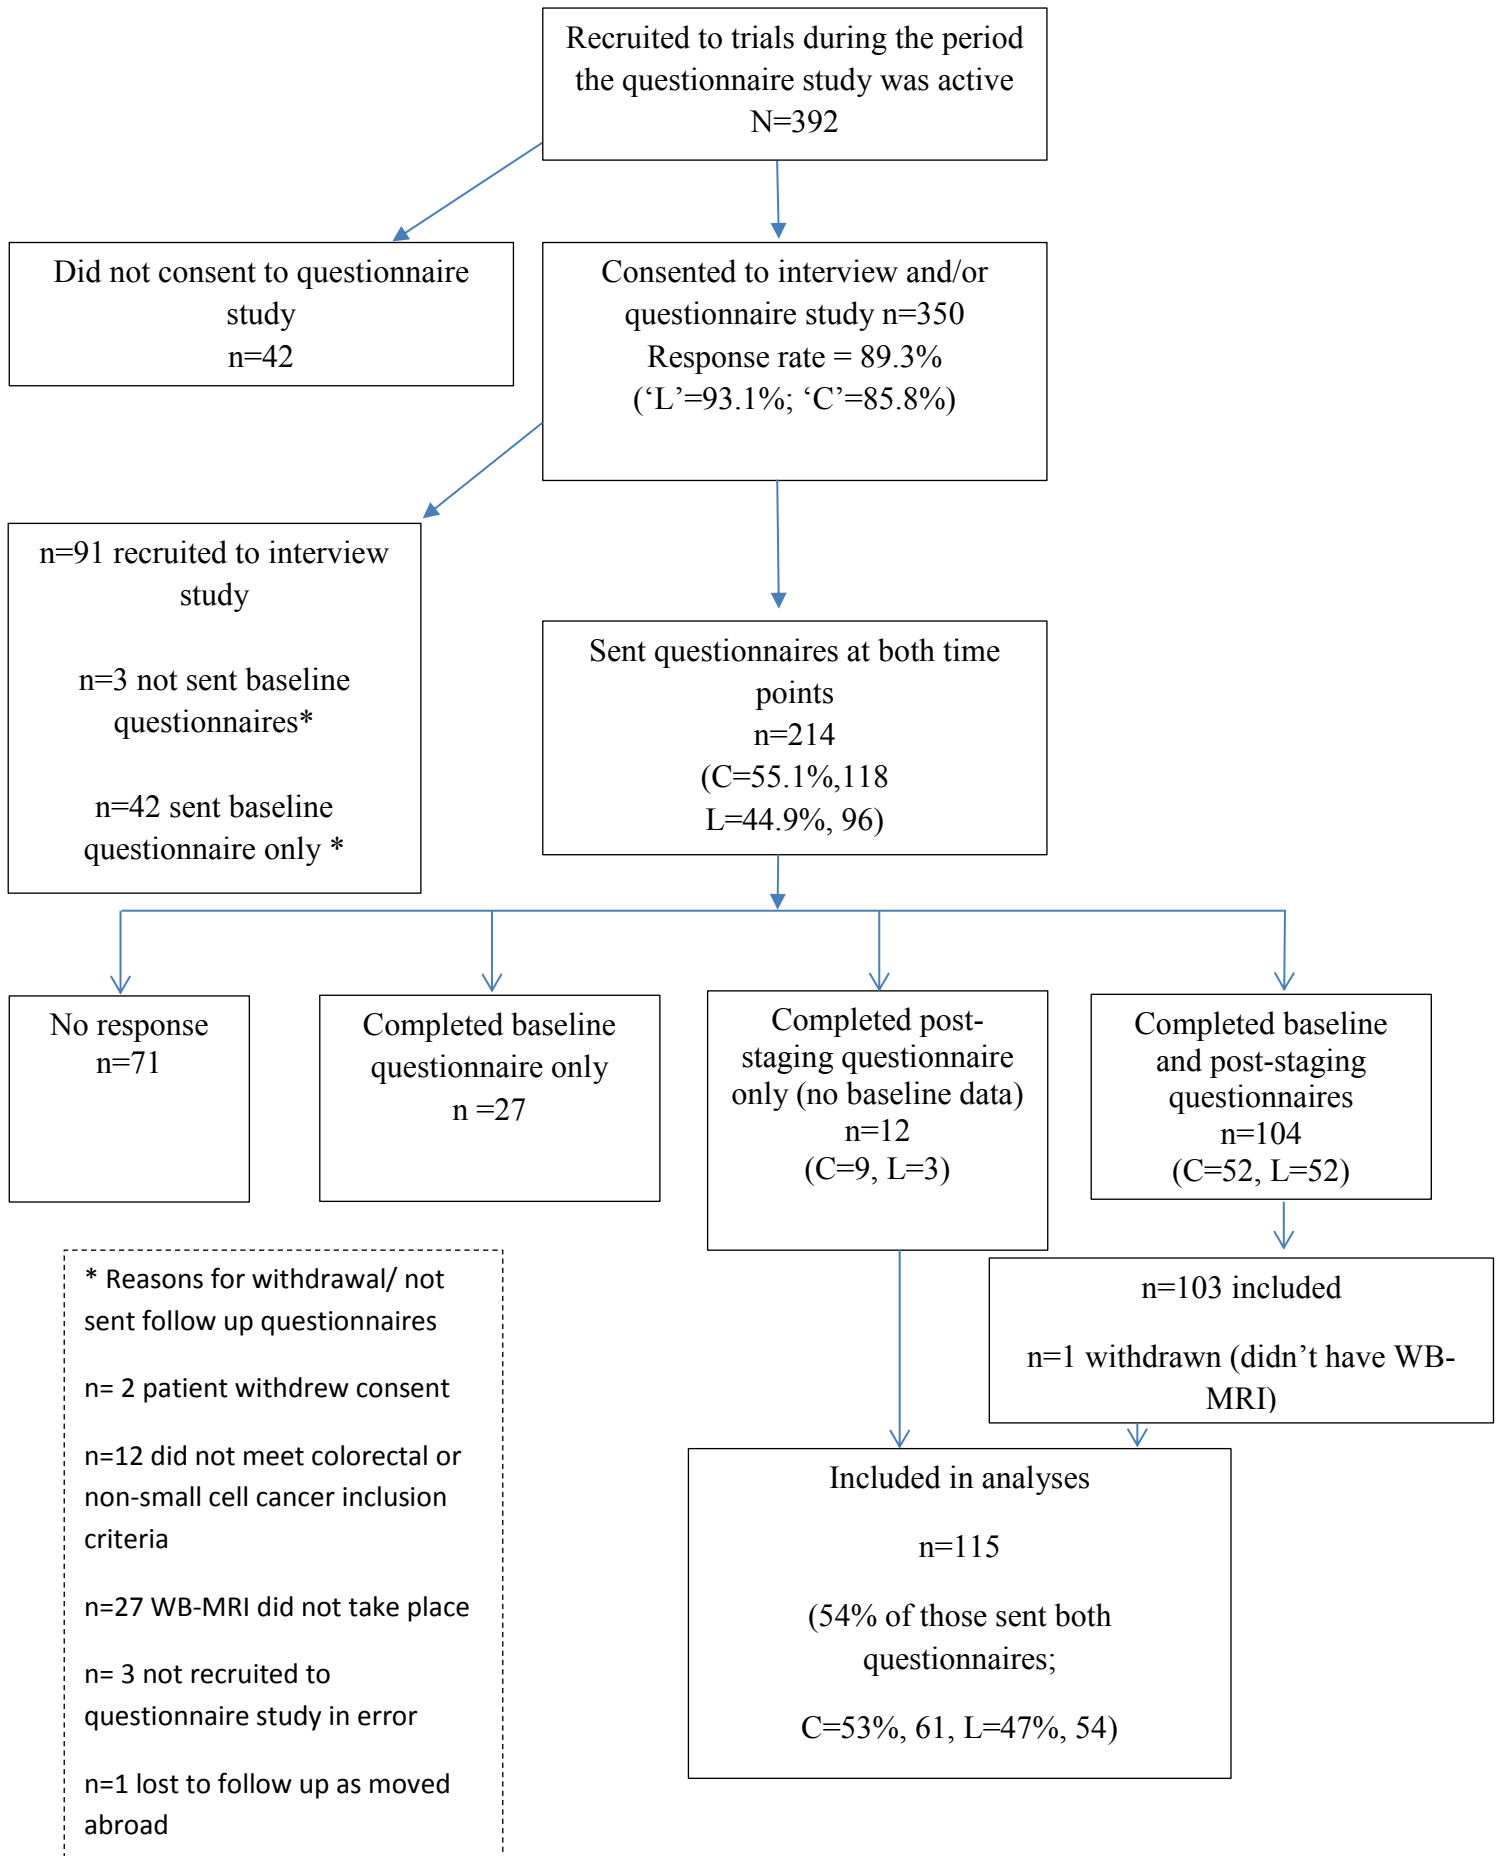 Recruited to trials during the period
the questionnaire study was active
N=392
Did not consent to questionnaire
study
n=42
Consented to interview and/or
questionnaire study n=350
Response rate = 89.3%
(‘L’=93.1%; ‘C’=85.8%)
n=91 recruited to interview
study
n=3 not sent baseline
questionnaires*
n=42 sent baseline
questionnaire only *
Sent questionnaires at both time
points
n=214
(C=55.1%,118
L=44.9%, 96)
No response
n=71
Completed baseline
questionnaire only
n =27
Completed post-
staging questionnaire
only (no baseline data)
n=12
(C=9, L=3)
Completed baseline
and post-staging
questionnaires
n=104
(C=52, L=52)
* Reasons for withdrawal/ not
sent follow up questionnaires
n= 2 patient withdrew consent
n=12 did not meet colorectal or
non-small cell cancer inclusion
criteria
n=27 WB-MRI did not take place
n= 3 not recruited to
questionnaire study in error
n=1 lost to follow up as moved
abroad
n=103 included
n=1 withdrawn (didn’t have WB-
MRI)
Included in analyses
n=115
(54% of those sent both
questionnaires;
C=53%, 61, L=47%, 54)